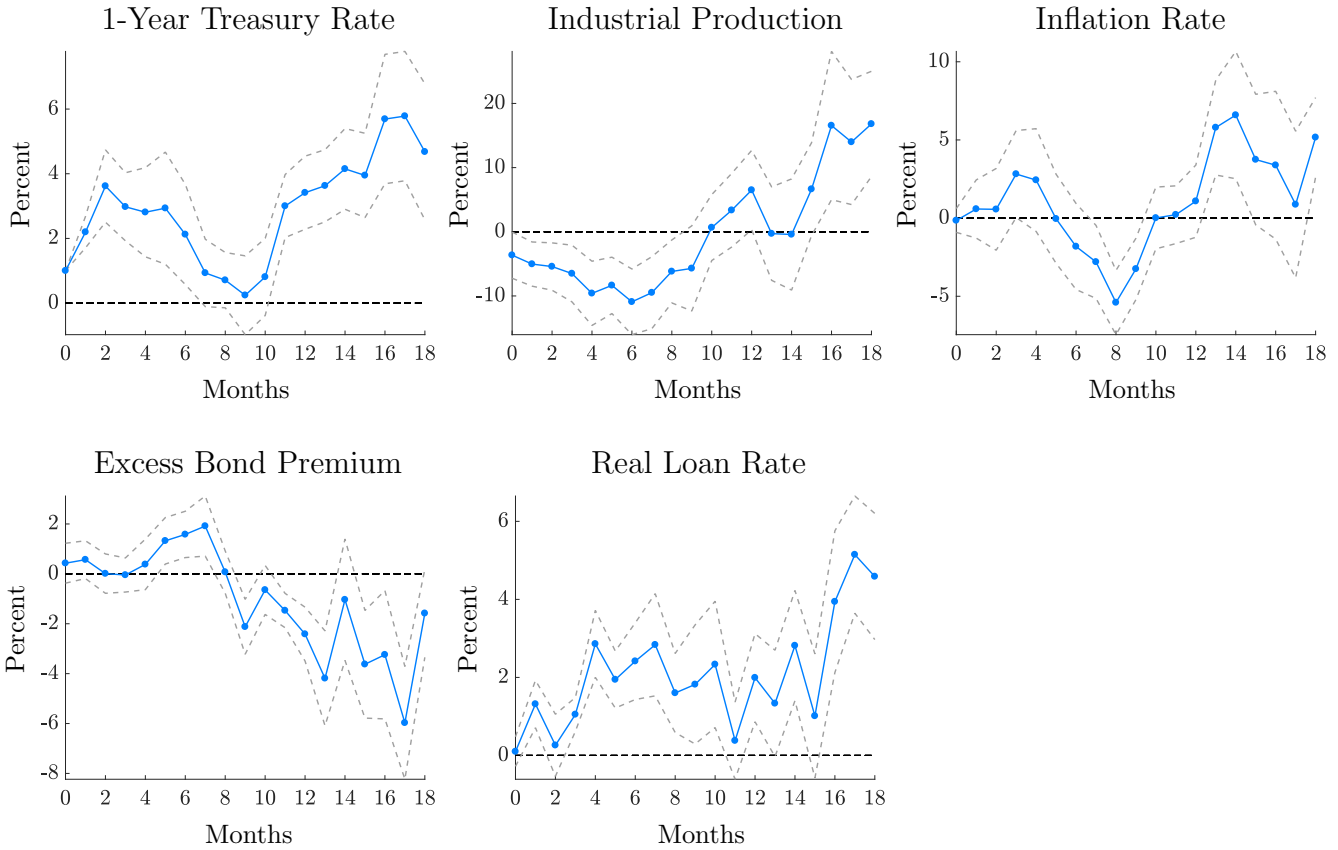 1-Year Treasury Rate
Percent
6
4
2
0
0 2 4 6 8 10 12 14 16 18
Months
Industrial Production
Percent
20
10
0
-10
0 2 4 6 8 10 12 14 16 18
Months
Inflation Rate
Percent
10
5
0
-5
0 2 4 6 8 10 12 14 16 18
Months
Excess Bond Premium
Percent
2
0
-2
-4
-6
-8
0 2 4 6 8 10 12 14 16 18
Months
Real Loan Rate
Percent
6
4
2
0
0 2 4 6 8 10 12 14 16 18
Months